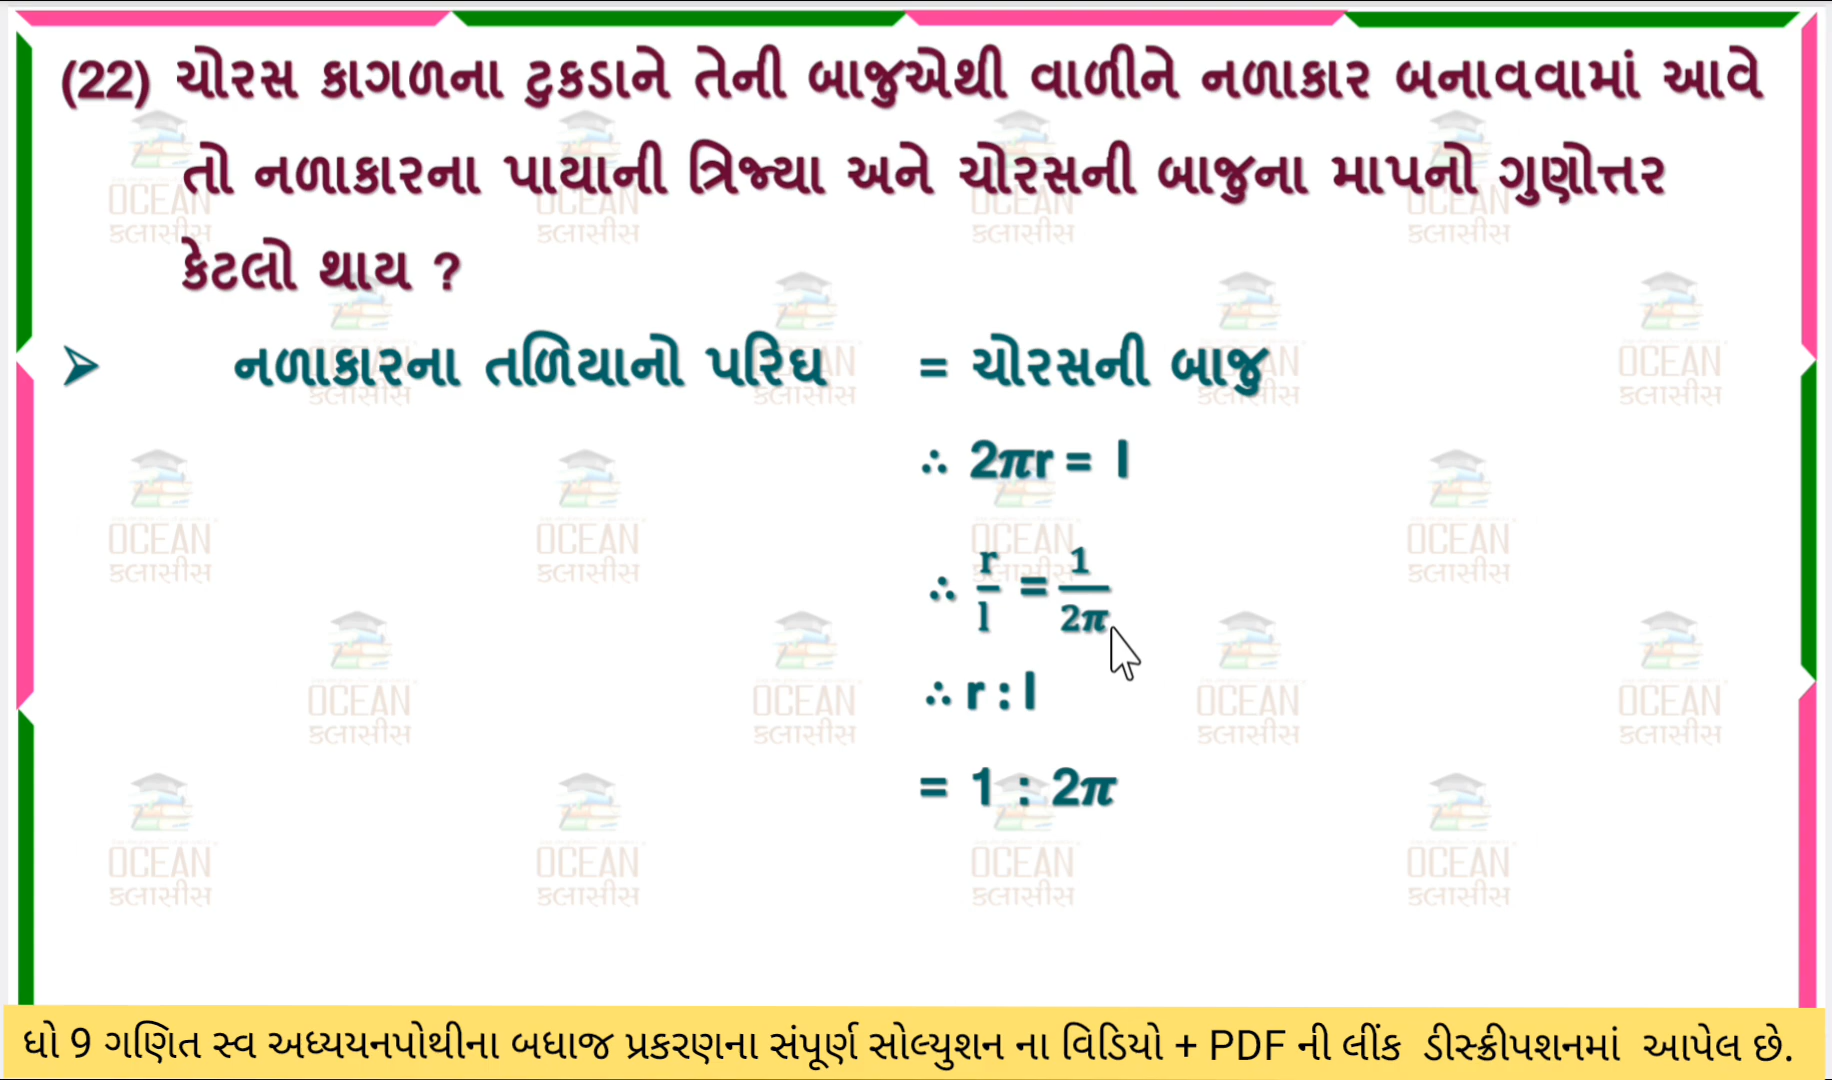 (22) ચોરસ કાગળના ટુકડાને તેની બાજુએથી વાળીને નળાકાર બનાવવામાં આવે
તો નળાકારના પાયાની ત્રિજ્યા અને ચોરસની બાજુના માપનો ગુણોત્તર
કેટલો થાય ?
➢ નળાકારના તળિયાનો પરિઘ = ચોરસની બાજુ
∴ 2πr = l
∴ r/l = 1/2π
∴ r : l
= 1 : 2π
OCEAN
ક્લાસીસ
ધો 9 ગણિત સ્વ અધ્યયનપોથીના બધાજ પ્રકરણના સંપૂર્ણ સોલ્યુશન ના વિડિયો + PDF ની લીંક ડીસ્ક્રીપશનમાં આપેલ છે.